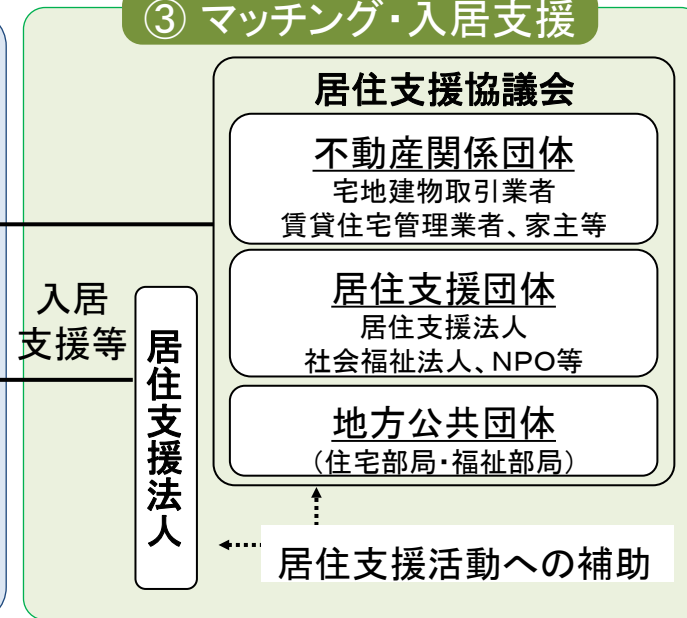 ③ マッチング・入居支援
居住支援協議会
不動産関係団体
宅地建物取引業者
賃貸住宅管理業者、家主等
居住支援団体
居住支援法人
社会福祉法人、NPO等
地方公共団体
（住宅部局・福祉部局）
入居
支援等
居住支援法人
居住支援活動への補助